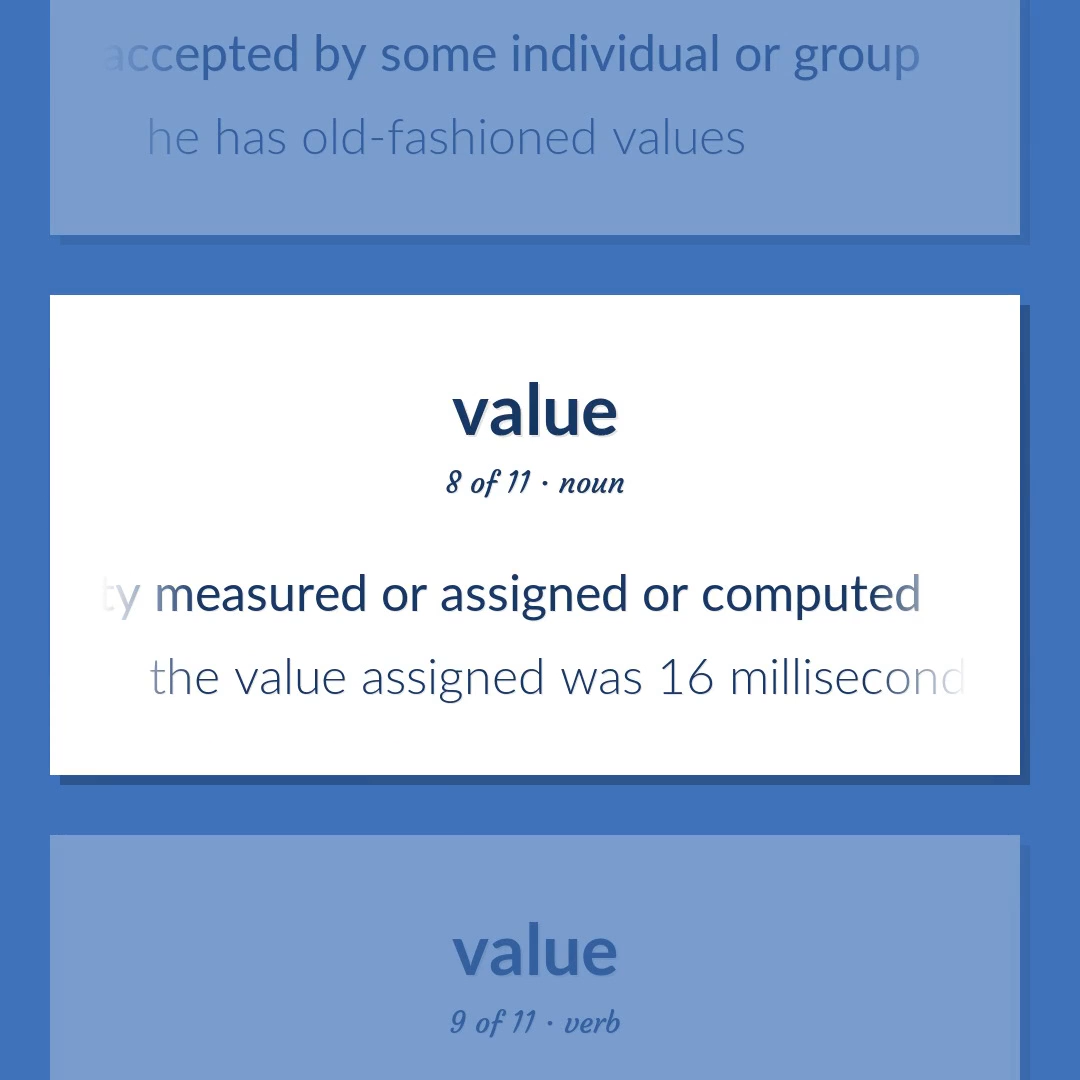 accepted by some individual or group
he has old-fashioned values
value
8 of 11 · noun
ty measured or assigned or computed
the value assigned was 16 millisecond
value
9 of 11 · verb